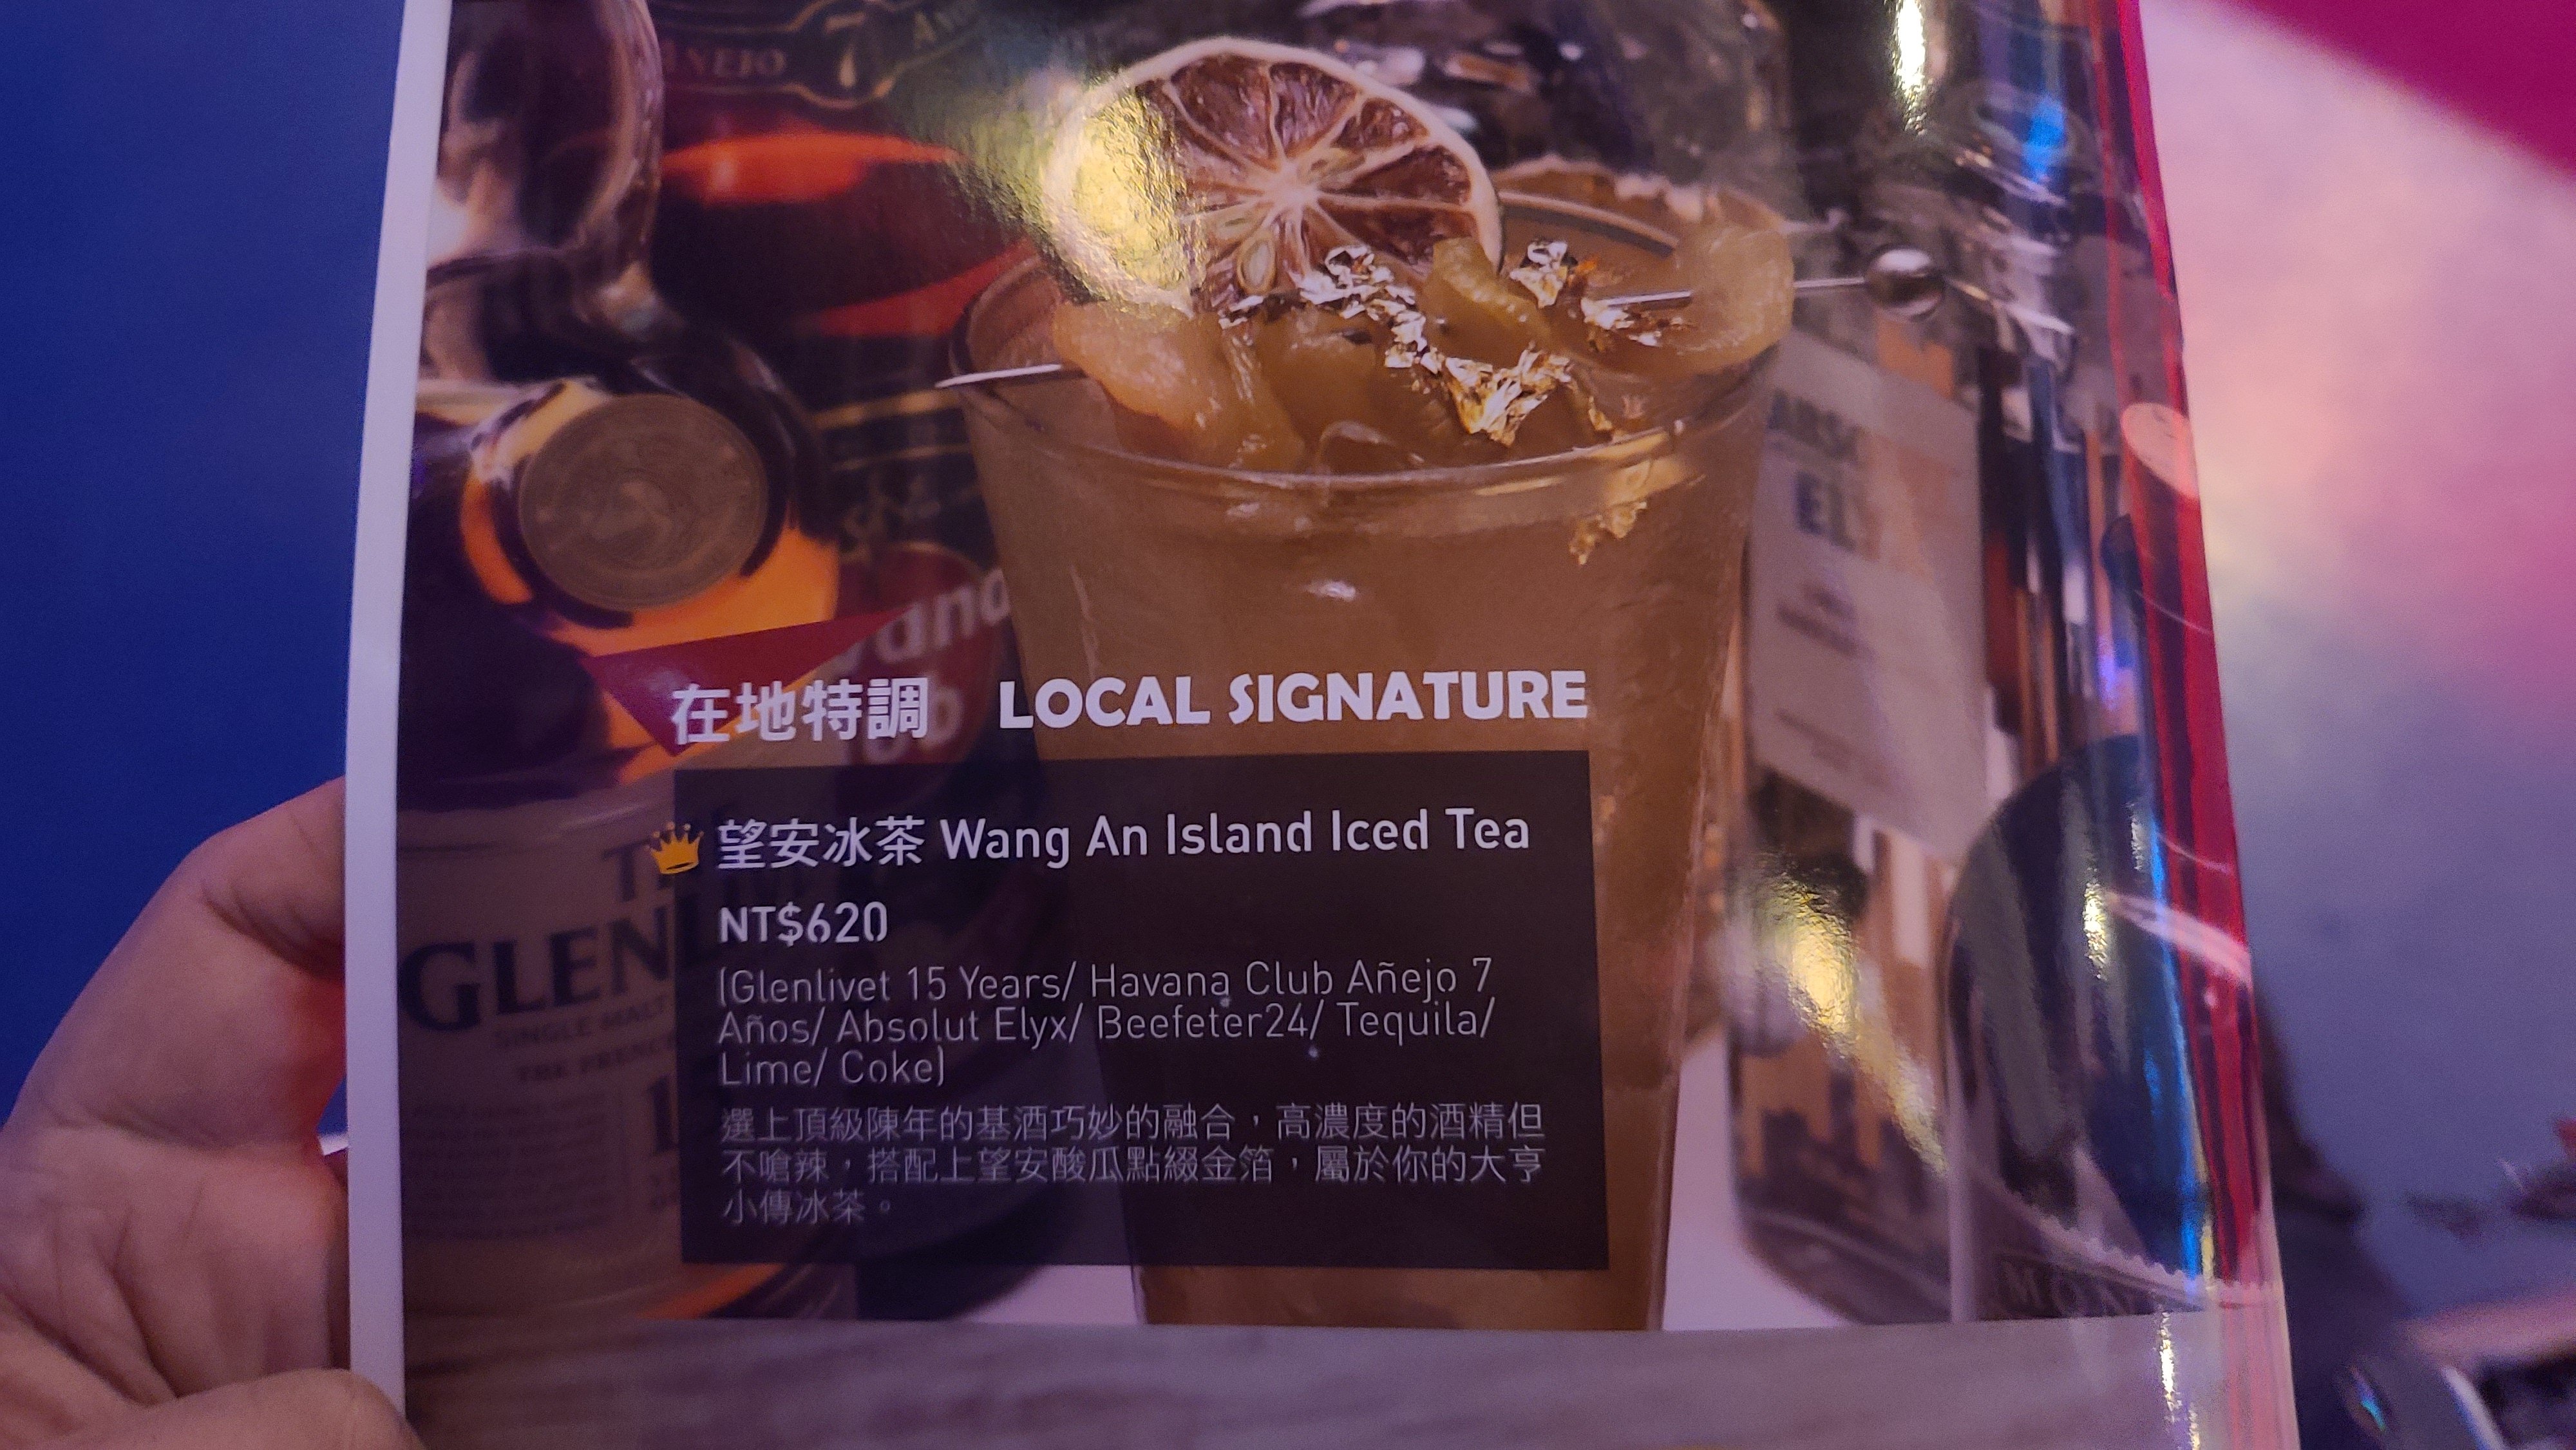 AÑEJO
在地特調 LOCAL SIGNATURE
望安冰茶 Wang An Island Iced Tea
NT$620
(Glenlivet 15 Years/ Havana Club Añejo 7
Años/ Absolut Elyx/ Beefeter24/ Tequila/
Lime/ Coke)
選上頂級陳年的基酒巧妙的融合，高濃度的酒精但
不嗆辣，搭配上望安酸瓜點綴金箔，屬於你的大亨
小傳冰茶。
GLENL
SINGLE MALT